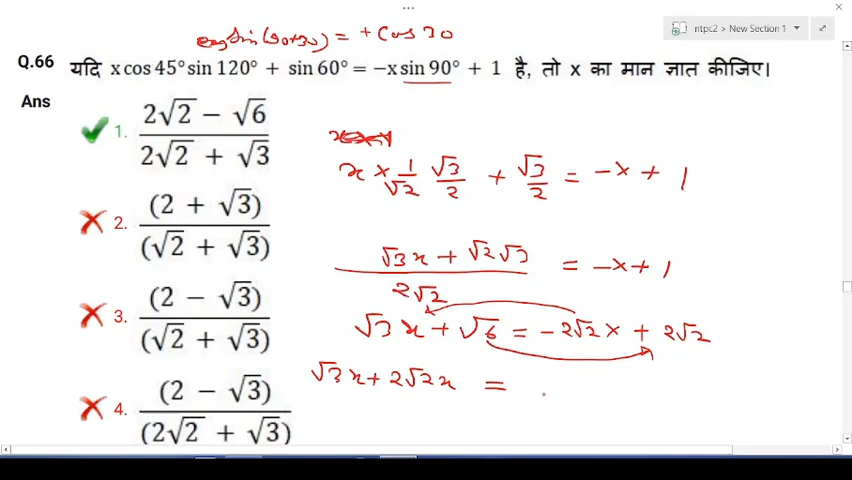 ntpc2 > New Section 1
sin(90+30) = + cos 30
Q.66 यदि x cos 45° sin 120° + sin 60° = -x sin 90° + 1 है, तो x का मान ज्ञात कीजिए।
Ans
1. (2√2 - √6) / (2√2 + √3)
2. (2 + √3) / (√2 + √3)
3. (2 - √3) / (√2 + √3)
4. (2 - √3) / (2√2 + √3)
x × 1/√2 √3/2 + √3/2 = -x + 1
(√3x + √2√3) / 2√2 = -x + 1
√3 x + √6 = -2√2x + 2√2
√3x + 2√2x =